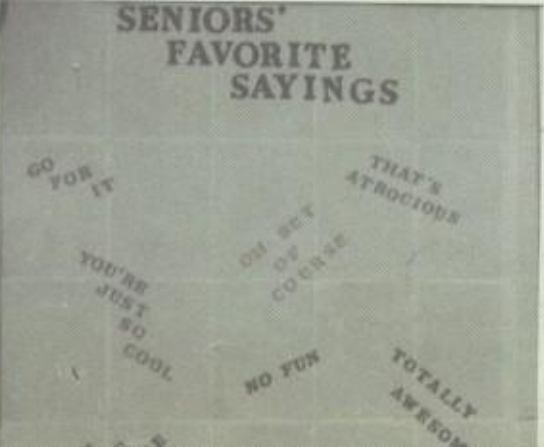 SENIORS'
FAVORITE
SAYINGS
GO
FOR
IT
THAT'S
ATROCIOUS
OH BUT
OF
COURSE
YOU'RE
JUST
SO
COOL
NO FUN
TOTALLY